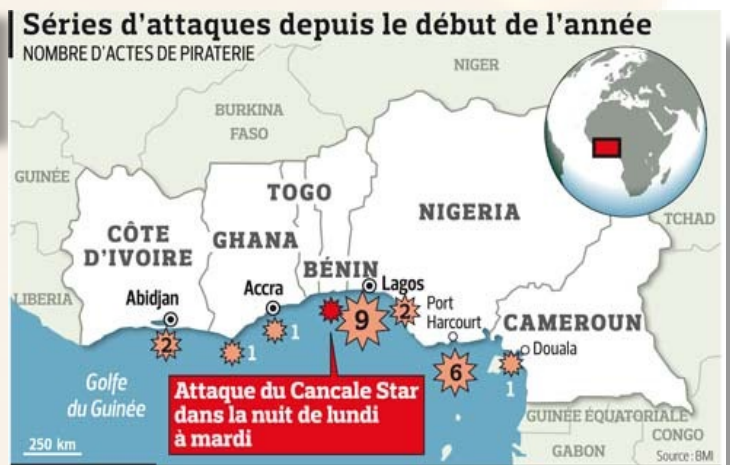 Séries d'attaques depuis le début de l'année
NOMBRE D'ACTES DE PIRATERIE
NIGER
BURKINA
FASO
GUINÉE
TOGO
NIGERIA
TCHAD
CÔTE
D'IVOIRE
GHANA
BÉNIN
LIBERIA
Abidjan
Accra
Lagos
Port
Harcourt
CAMEROUN
Douala
2
1
1
9
2
6
1
Golfe
du Guinée
Attaque du Cancale Star
dans la nuit de lundi
à mardi
GUINÉE ÉQUATORIALE
CONGO
GABON
250 km
Source : BMI